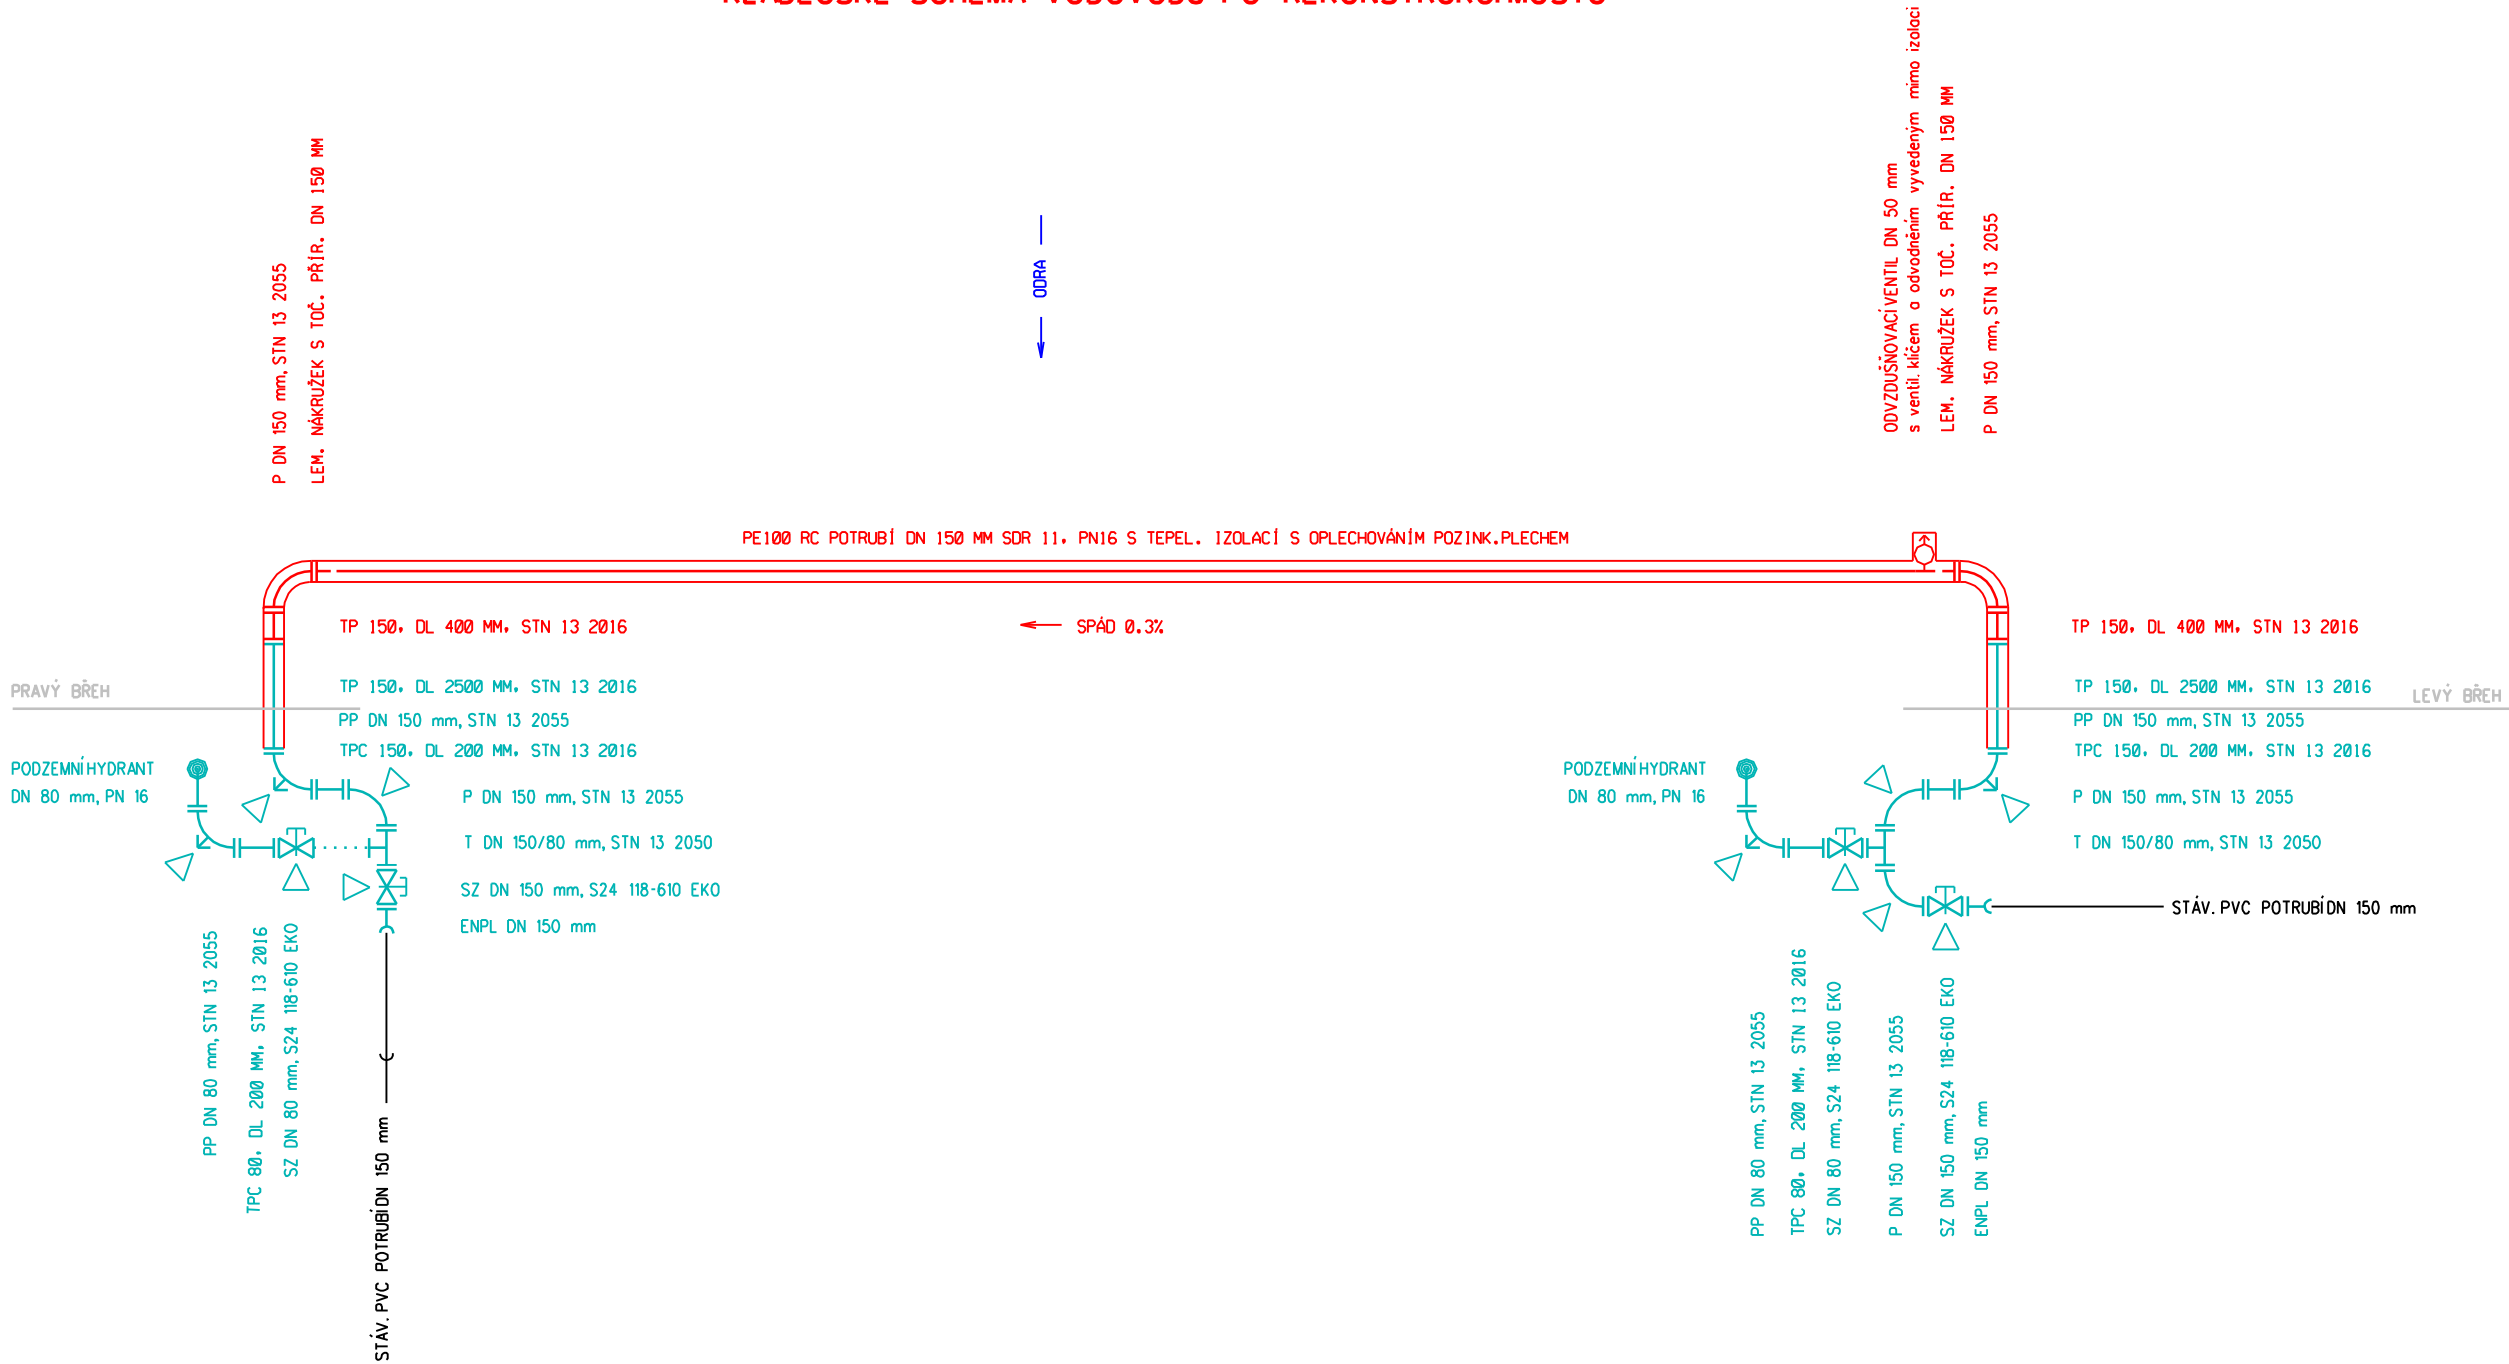 s ventil. klíčem a odvodněním vyvedeným mimo izolaci
ODVZDUŠŇOVACÍ VENTIL DN 50 mm
LEM. NÁKRUŽEK S TOČ. PŘÍR. DN 150 MM
P DN 150 mm, STN 13 2055
P DN 150 mm, STN 13 2055
LEM. NÁKRUŽEK S TOČ. PŘÍR. DN 150 MM
ODRA
PE100 RC POTRUBÍ DN 150 MM SDR 11, PN16 S TEPEL. IZOLACÍ S OPLECHOVÁNÍM POZINK.PLECHEM
TP 150, DL 400 MM, STN 13 2016
SPÁD 0.3%
TP 150, DL 400 MM, STN 13 2016
PRAVÝ BŘEH
TP 150, DL 2500 MM, STN 13 2016
TP 150, DL 2500 MM, STN 13 2016
LEVÝ BŘEH
PP DN 150 mm, STN 13 2055
PP DN 150 mm, STN 13 2055
TPC 150, DL 200 MM, STN 13 2016
TPC 150, DL 200 MM, STN 13 2016
PODZEMNÍ HYDRANT
DN 80 mm, PN 16
PODZEMNÍ HYDRANT
DN 80 mm, PN 16
P DN 150 mm, STN 13 2055
P DN 150 mm, STN 13 2055
T DN 150/80 mm, STN 13 2050
T DN 150/80 mm, STN 13 2050
SZ DN 150 mm, S24 118-610 EKO
ENPL DN 150 mm
STÁV. PVC POTRUBÍ DN 150 mm
PP DN 80 mm, STN 13 2055
TPC 80, DL 200 MM, STN 13 2016
SZ DN 80 mm, S24 118-610 EKO
STÁV. PVC POTRUBÍ DN 150 mm
PP DN 80 mm, STN 13 2055
TPC 80, DL 200 MM, STN 13 2016
SZ DN 80 mm, S24 118-610 EKO
P DN 150 mm, STN 13 2055
SZ DN 150 mm, S24 118-610 EKO
ENPL DN 150 mm